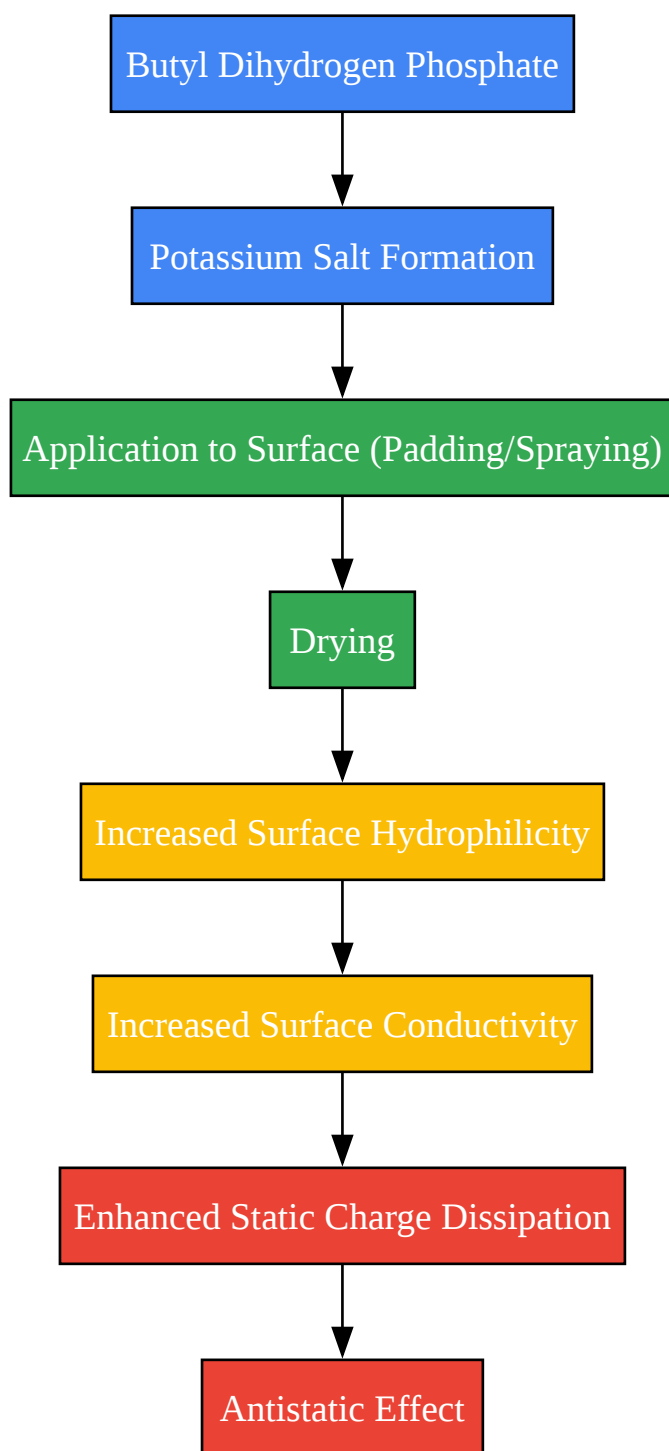 Butyl Dihydrogen Phosphate
Potassium Salt Formation
Application to Surface (Padding/Spraying)
Drying
Increased Surface Hydrophilicity
Increased Surface Conductivity
Enhanced Static Charge Dissipation
Antistatic Effect